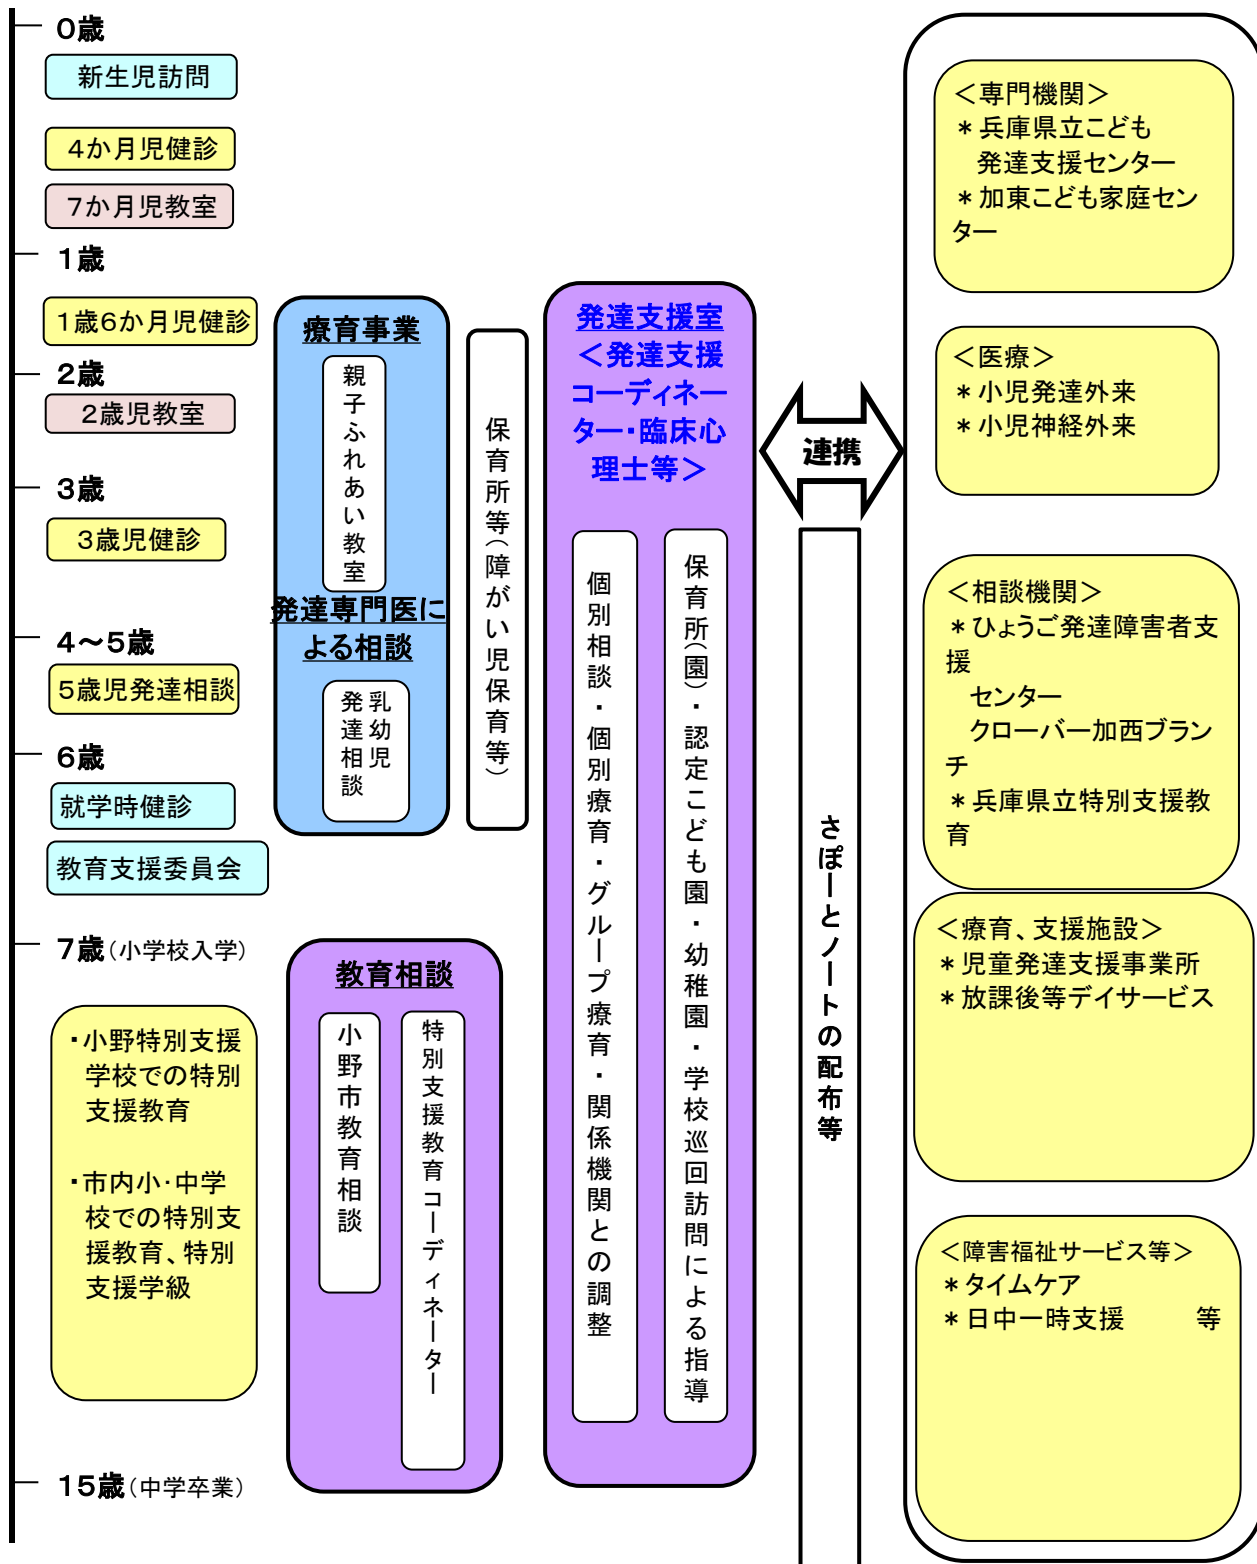 0歳
新生児訪問
4か月児健診
7か月児教室
1歳
1歳6か月児健診
2歳
2歳児教室
3歳
3歳児健診
4～5歳
5歳児発達相談
6歳
就学時健診
教育支援委員会
7歳(小学校入学)
・小野特別支援
学校での特別
支援教育
・市内小・中学
校での特別支
援教育、特別
支援学級
15歳(中学卒業)
療育事業
親子ふれあい教室
発達専門医に
よる相談
乳幼児
発達相談
保育所等(障がい児保育等)
教育相談
小野市教育相談
特別支援教育コーディネーター
発達支援室
＜発達支援
コーディネー
ター・臨床心
理士等＞
個別相談・個別療育・グループ療育・関係機関との調整
保育所(園)・認定こども園・幼稚園・学校巡回訪問による指導
連携
さぽーとノートの配布等
＜専門機関＞
＊兵庫県立こども
発達支援センター
＊加東こども家庭セン
ター
＜医療＞
＊小児発達外来
＊小児神経外来
＜相談機関＞
＊ひょうご発達障害者支
援
センター
クローバー加西ブラン
チ
＊兵庫県立特別支援教
育
＜療育、支援施設＞
＊児童発達支援事業所
＊放課後等デイサービス
＜障害福祉サービス等＞
＊タイムケア
＊日中一時支援　　等